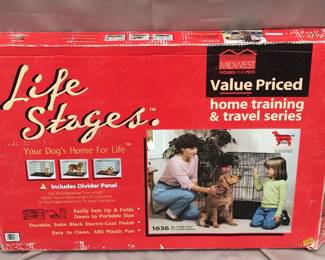 MIDWEST
HOMES FOR PETS
Value Priced
home training
& travel series
Life
Stages.™
Your Dog's Home For Life™
Includes Divider Panel
Easily Sets Up & Folds
Down to Portable Size
Durable, Satin Black Electro-Coat Finish
Easy to Clean, ABS Plastic Pan
1636